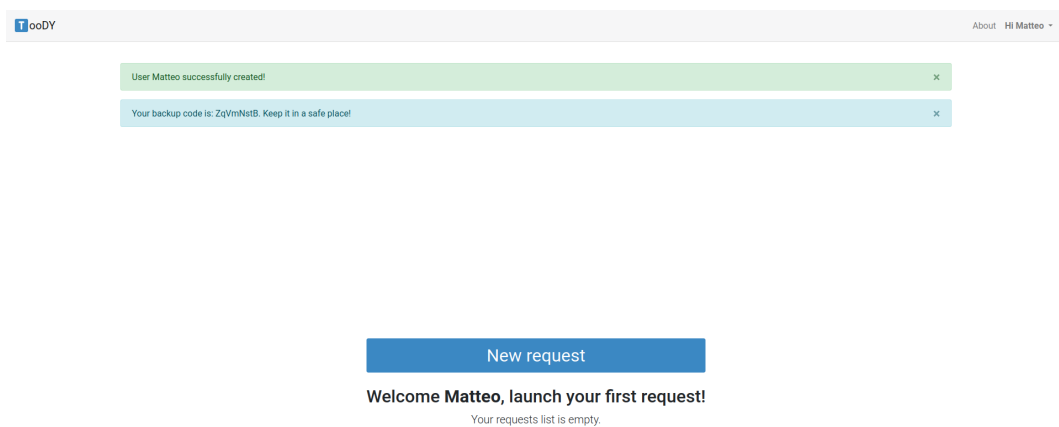 TooDY
About Hi Matteo
User Matteo successfully created! ×
Your backup code is: ZqVmNstB. Keep it in a safe place! ×
New request
Welcome Matteo, launch your first request!
Your requests list is empty.